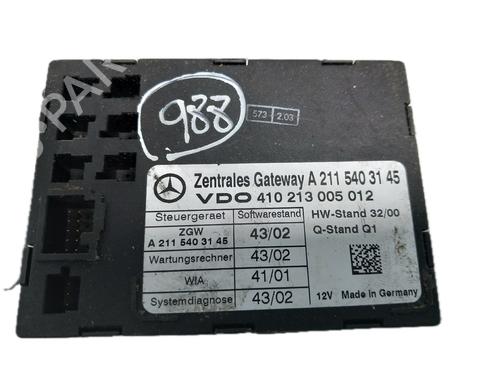 988
573 2.03
Zentrales Gateway A 211 540 31 45
VDO 410 213 005 012
Steuergeraet Softwarestand HW-Stand 32/00
ZGW 43/02 Q-Stand Q1
A 211 540 31 45
Wartungsrechner 43/02
WIA 41/01
Systemdiagnose 43/02 12V Made in Germany